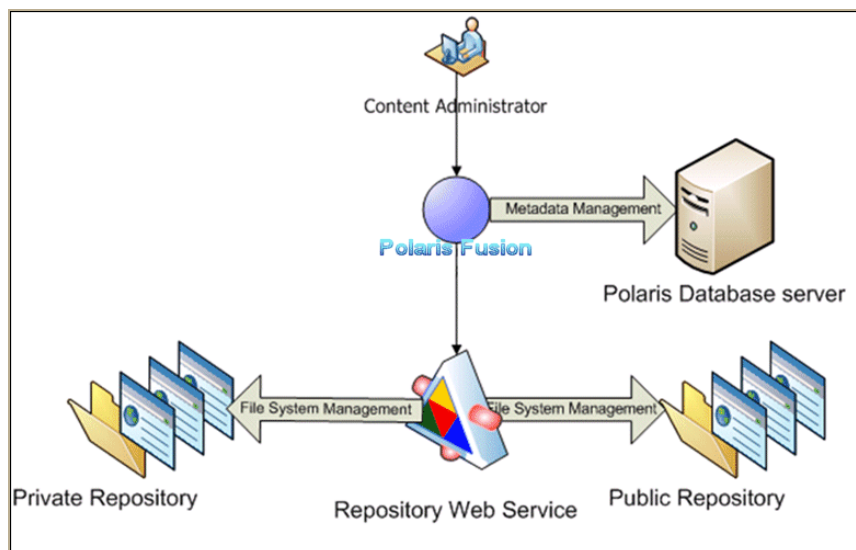 Content Administrator
Metadata Management
Polaris Fusion
Polaris Database server
File System Management
File System Management
Private Repository
Repository Web Service
Public Repository